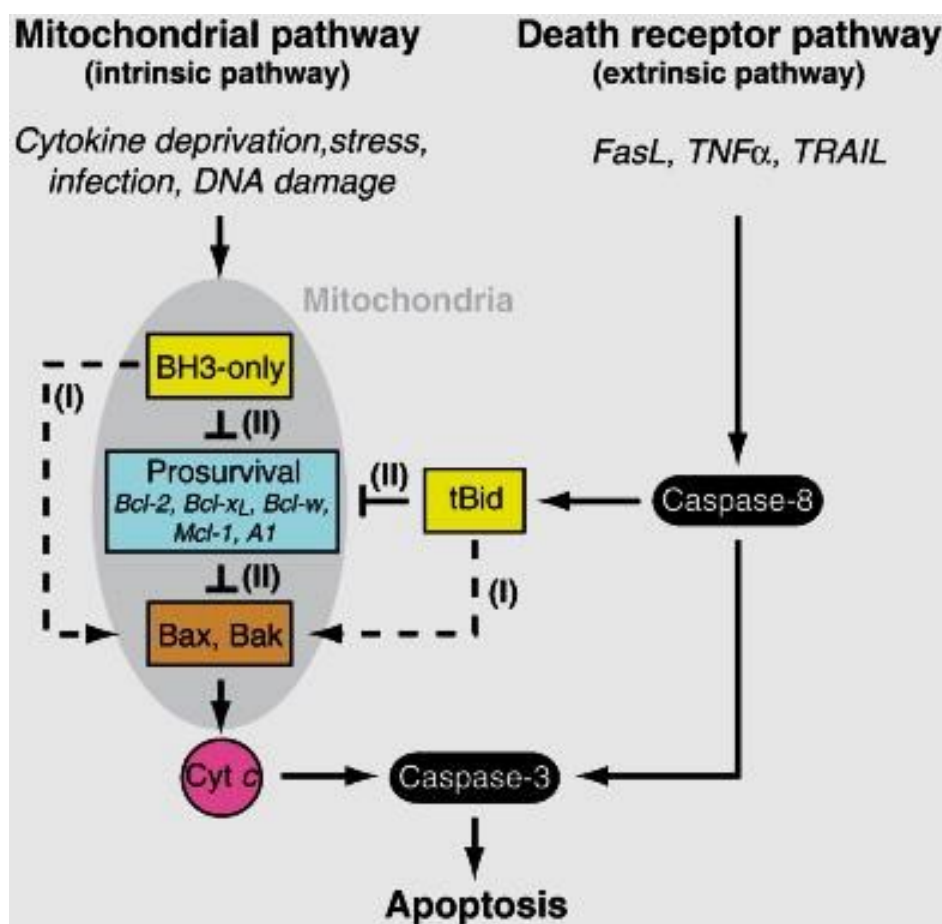 Mitochondrial pathway
(intrinsic pathway)
Death receptor pathway
(extrinsic pathway)
Cytokine deprivation,stress,
infection, DNA damage
FasL, TNFα, TRAIL
Mitochondria
BH3-only
(I)
(II)
Prosurvival
Bcl-2, Bcl-xL, Bcl-w,
Mcl-1, A1
(II)
tBid
Caspase-8
(II)
(I)
Bax, Bak
Cyt c
Caspase-3
Apoptosis